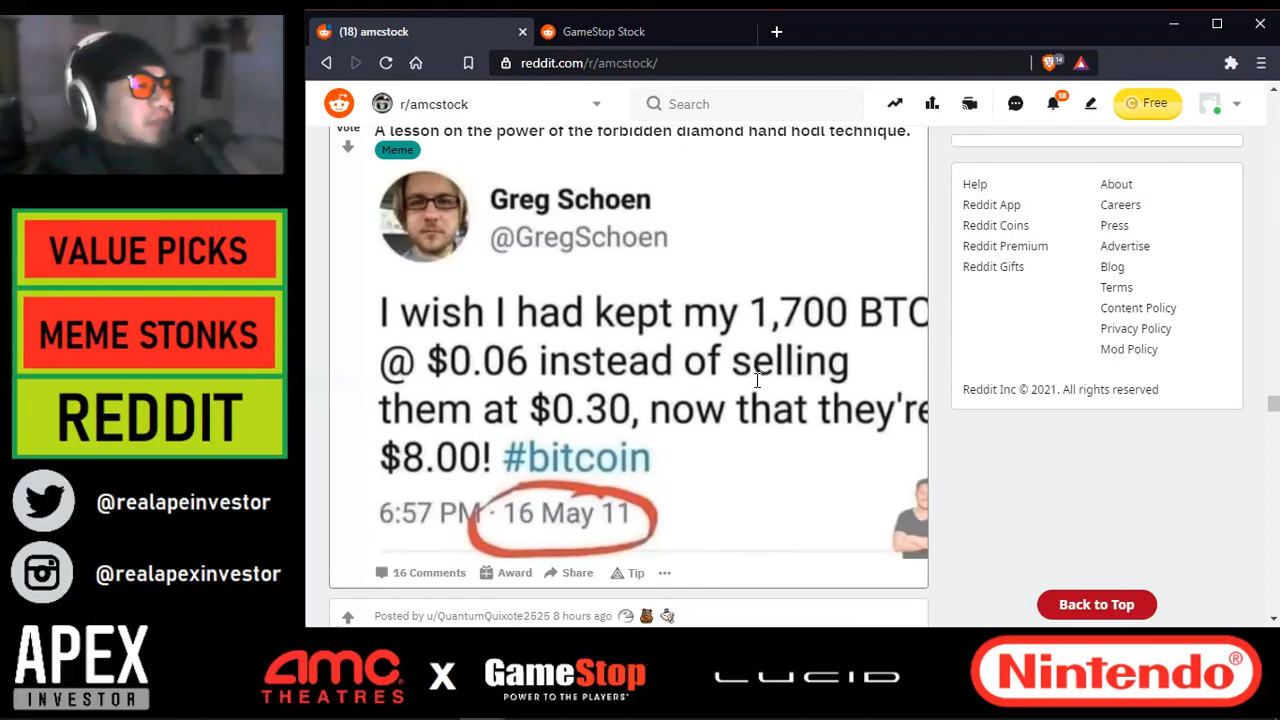 (18) amcstock
GameStop Stock
reddit.com/r/amcstock/
14
r/amcstock
Search
18
Free
Vote
A lesson on the power of the forbidden diamond hand hodl technique.
Meme
Greg Schoen
@GregSchoen
I wish I had kept my 1,700 BTC
@ $0.06 instead of selling
them at $0.30, now that they're
$8.00! #bitcoin
6:57 PM · 16 May 11
16 Comments
Award
Share
Tip
Posted by u/QuantumQuixote2525 8 hours ago
Help
About
Reddit App
Careers
Reddit Coins
Press
Reddit Premium
Advertise
Reddit Gifts
Blog
Terms
Content Policy
Privacy Policy
Mod Policy
Reddit Inc © 2021. All rights reserved
Back to Top
VALUE PICKS
MEME STONKS
REDDIT
@realapeinvestor
@realapexinvestor
APEX
INVESTOR
amc
THEATRES
X
GameStop
POWER TO THE PLAYERS™
LUCID
Nintendo®